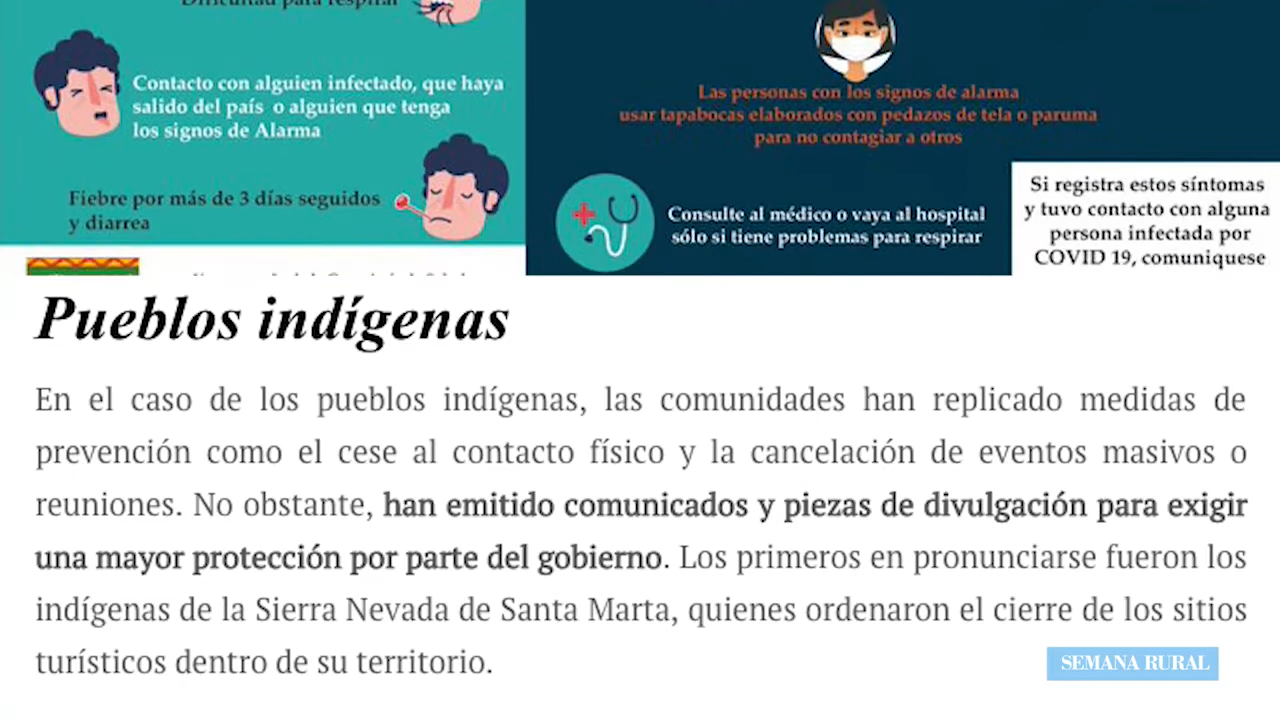 Dificultad para respirar
Contacto con alguien infectado, que haya
salido del país o alguien que tenga
los signos de Alarma
Fiebre por más de 3 días seguidos
y diarrea
Las personas con los signos de alarma
usar tapabocas elaborados con pedazos de tela o paruma
para no contagiar a otros
Consulte al médico o vaya al hospital
sólo si tiene problemas para respirar
Si registra estos síntomas
y tuvo contacto con alguna
persona infectada por
COVID 19, comuniquese
Pueblos indígenas
En el caso de los pueblos indígenas, las comunidades han replicado medidas de
prevención como el cese al contacto físico y la cancelación de eventos masivos o
reuniones. No obstante, han emitido comunicados y piezas de divulgación para exigir
una mayor protección por parte del gobierno. Los primeros en pronunciarse fueron los
indígenas de la Sierra Nevada de Santa Marta, quienes ordenaron el cierre de los sitios
turísticos dentro de su territorio.
SEMANA RURAL